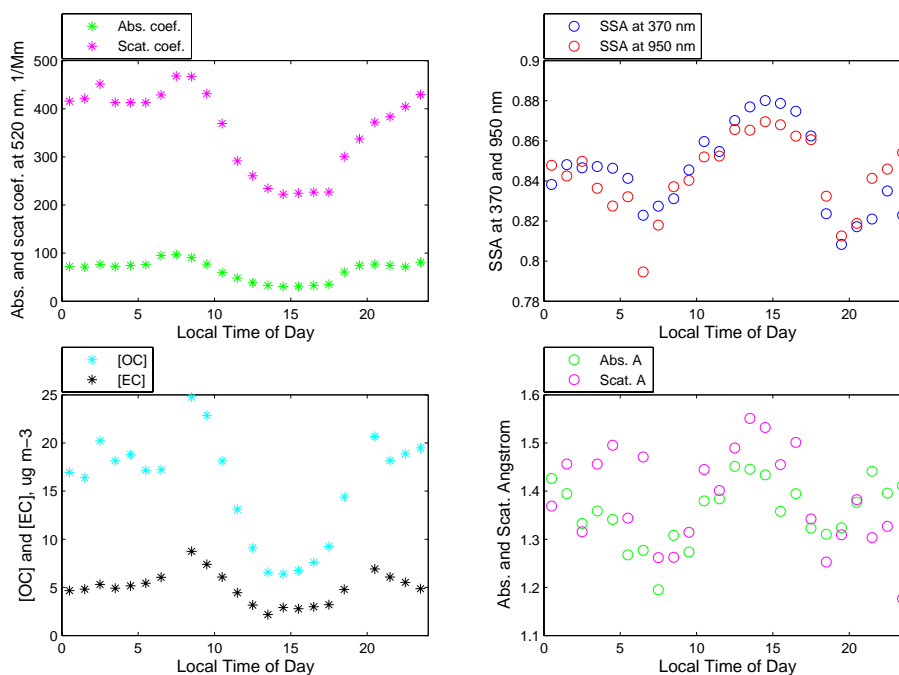 Abs. coef.
Scat. coef.
500
400
300
200
100
0
0
5
10
15
20
Local Time of Day
Abs. and scat coef. at 520 nm, 1/Mm
SSA at 370 nm
SSA at 950 nm
0.9
0.88
0.86
0.84
0.82
0.8
0.78
0
5
10
15
20
Local Time of Day
SSA at 370 and 950 nm
[OC]
[EC]
25
20
15
10
5
0
0
5
10
15
20
Local Time of Day
[OC] and [EC], ug m−3
Abs. A
Scat. A
1.6
1.5
1.4
1.3
1.2
1.1
0
5
10
15
20
Local Time of Day
Abs. and Scat. Angstrom